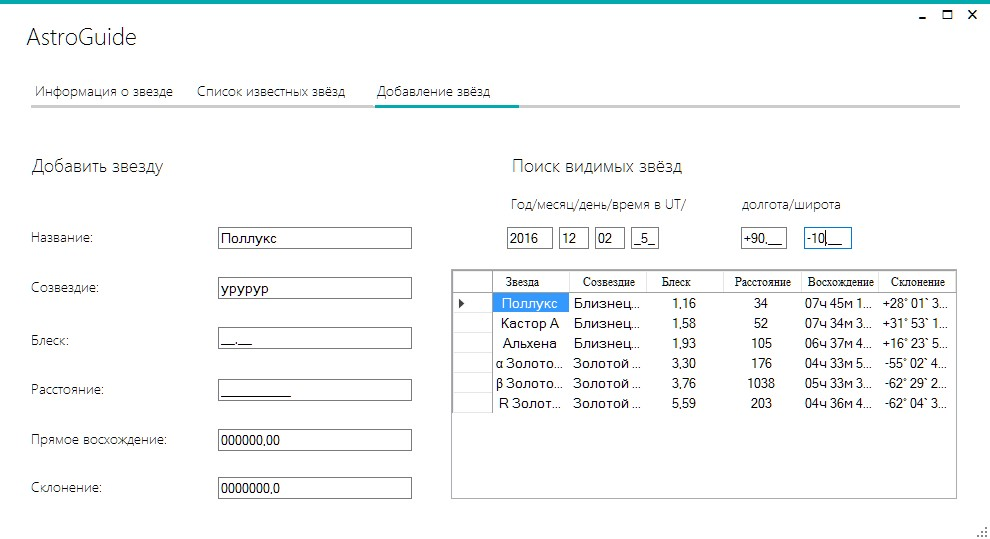 AstroGuide
Информация о звезде Список известных звёзд Добавление звёзд
Добавить звезду
Название: Поллукс
Созвездие: урурур
Блеск: __,__
Расстояние: __________
Прямое восхождение: 000000,00
Склонение: 0000000,0
Поиск видимых звёзд
Год/месяц/день/время в UT/ долгота/широта
2016 12 02 _5_ +90,__ -10,__
Звезда Созвездие Блеск Расстояние Восхождение Склонение
Поллукс Близнец... 1,16 34 07ч 45м 1... +28° 01` 3...
Кастор А Близнец... 1,58 52 07ч 34м 3... +31° 53` 1...
Альхена Близнец... 1,93 105 06ч 37м 4... +16° 23` 5...
α Золото... Золотой ... 3,30 176 04ч 33м 5... -55° 02` 4...
β Золото... Золотой ... 3,76 1038 05ч 33м 3... -62° 29` 2...
R Золот... Золотой ... 5,59 203 04ч 36м 4... -62° 04` 3...